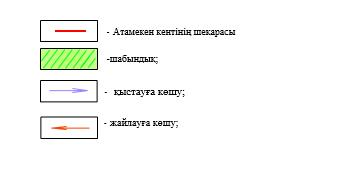 - Атамекен кентінің шекарасы
-шабындық;
- қыстауға көшу;
- жайлауға көшу;